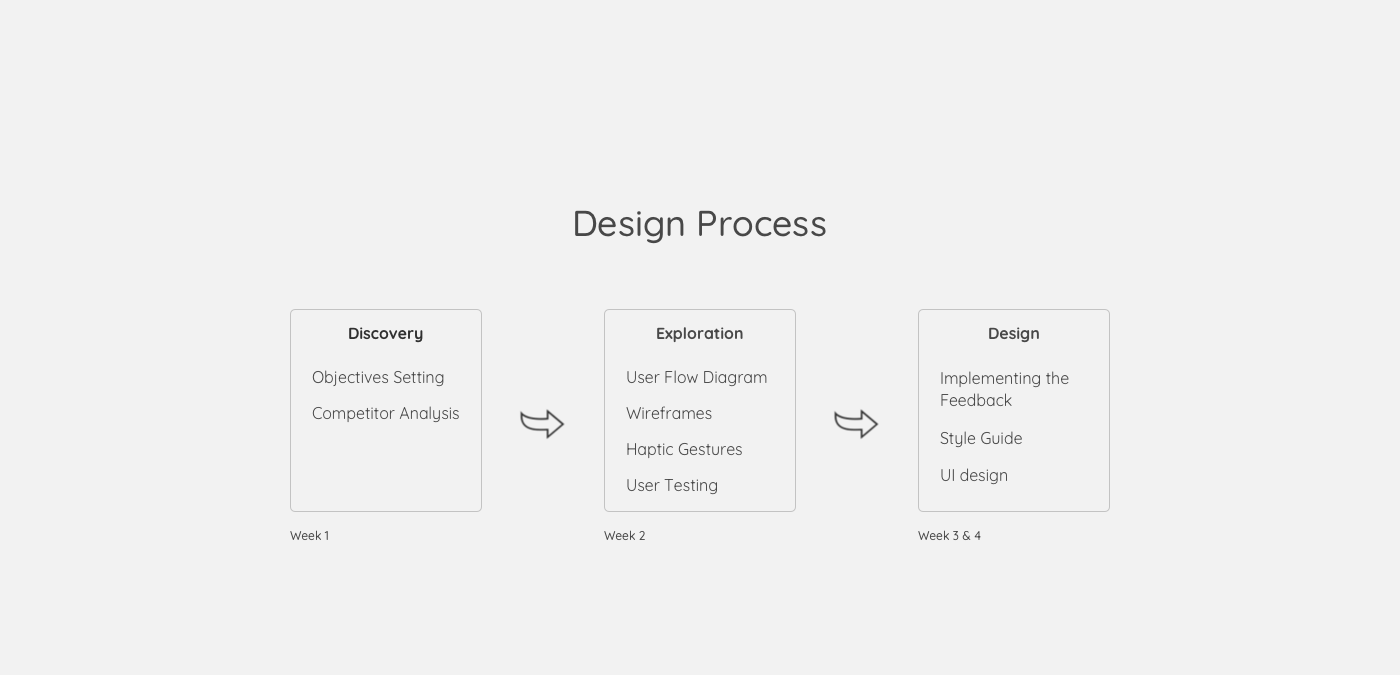 Design Process
Discovery
Objectives Setting
Competitor Analysis
Week 1
Exploration
User Flow Diagram
Wireframes
Haptic Gestures
User Testing
Week 2
Design
Implementing the
Feedback
Style Guide
UI design
Week 3 & 4